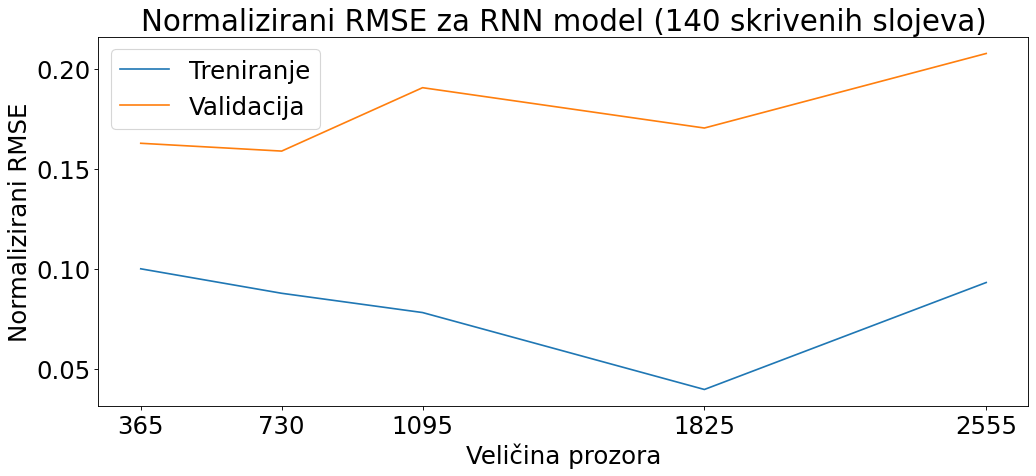 Normalizirani RMSE za RNN model (140 skrivenih slojeva)
Treniranje
Validacija
Normalizirani RMSE
0.20
0.15
0.10
0.05
365 730 1095 1825 2555
Veličina prozora